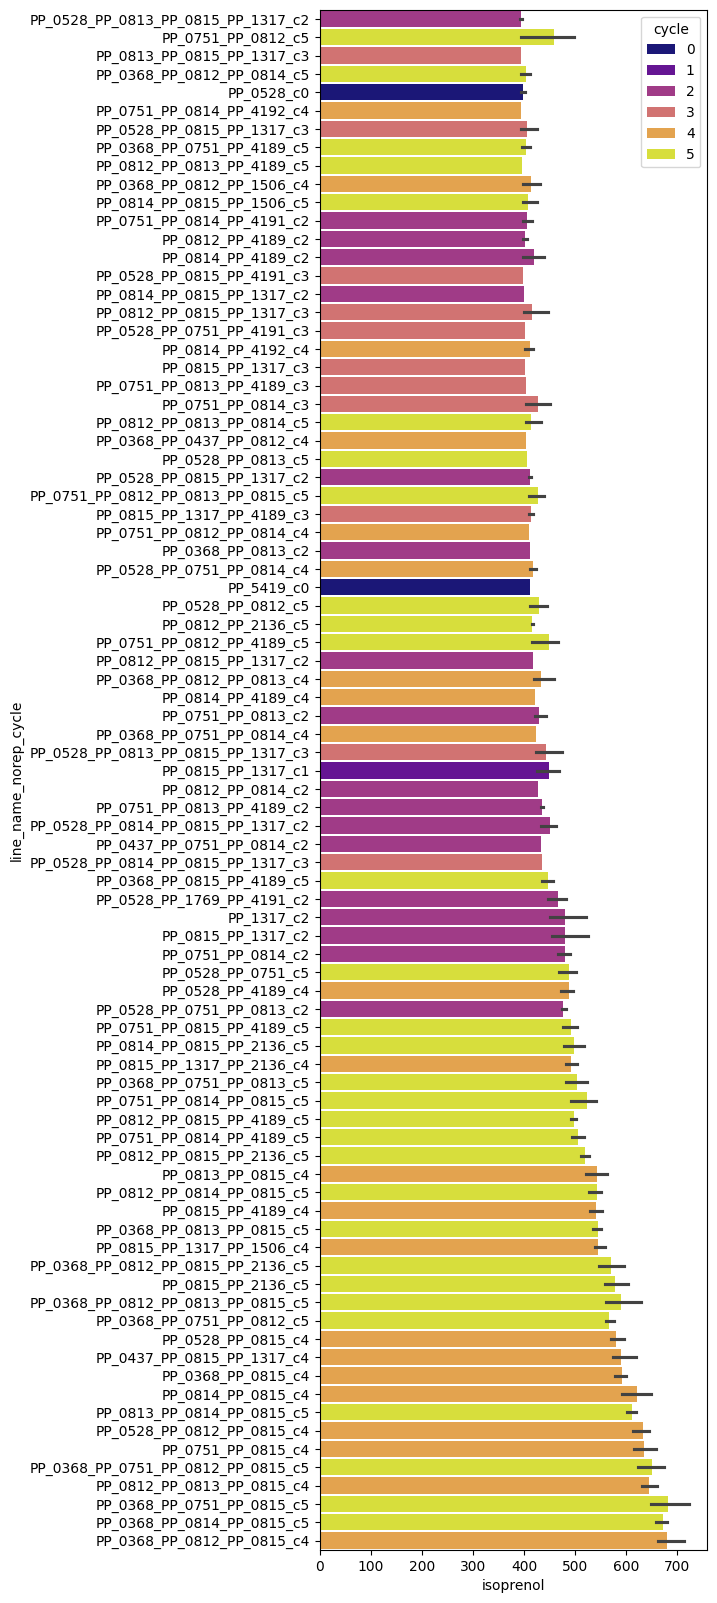 PP_0528_PP_0813_PP_0815_PP_1317_c2
PP_0751_PP_0812_c5
PP_0813_PP_0815_PP_1317_c3
PP_0368_PP_0812_PP_0814_c5
PP_0528_c0
PP_0751_PP_0814_PP_4192_c4
PP_0528_PP_0815_PP_1317_c3
PP_0368_PP_0751_PP_4189_c5
PP_0812_PP_0813_PP_4189_c5
PP_0368_PP_0812_PP_1506_c4
PP_0814_PP_0815_PP_1506_c5
PP_0751_PP_0814_PP_4191_c2
PP_0812_PP_4189_c2
PP_0814_PP_4189_c2
PP_0528_PP_0815_PP_4191_c3
PP_0814_PP_0815_PP_1317_c2
PP_0812_PP_0815_PP_1317_c3
PP_0528_PP_0751_PP_4191_c3
PP_0814_PP_4192_c4
PP_0815_PP_1317_c3
PP_0751_PP_0813_PP_4189_c3
PP_0751_PP_0814_c3
PP_0812_PP_0813_PP_0814_c5
PP_0368_PP_0437_PP_0812_c4
PP_0528_PP_0813_c5
PP_0528_PP_0815_PP_1317_c2
PP_0751_PP_0812_PP_0813_PP_0815_c5
PP_0815_PP_1317_PP_4189_c3
PP_0751_PP_0812_PP_0814_c4
PP_0368_PP_0813_c2
PP_0528_PP_0751_PP_0814_c4
PP_5419_c0
PP_0528_PP_0812_c5
PP_0812_PP_2136_c5
PP_0751_PP_0812_PP_4189_c5
PP_0812_PP_0815_PP_1317_c2
PP_0368_PP_0812_PP_0813_c4
PP_0814_PP_4189_c4
PP_0751_PP_0813_c2
PP_0368_PP_0751_PP_0814_c4
PP_0528_PP_0813_PP_0815_PP_1317_c3
PP_0815_PP_1317_c1
PP_0812_PP_0814_c2
PP_0751_PP_0813_PP_4189_c2
PP_0528_PP_0814_PP_0815_PP_1317_c2
PP_0437_PP_0751_PP_0814_c2
PP_0528_PP_0814_PP_0815_PP_1317_c3
PP_0368_PP_0815_PP_4189_c5
PP_0528_PP_1769_PP_4191_c2
PP_1317_c2
PP_0815_PP_1317_c2
PP_0751_PP_0814_c2
PP_0528_PP_0751_c5
PP_0528_PP_4189_c4
PP_0528_PP_0751_PP_0813_c2
PP_0751_PP_0815_PP_4189_c5
PP_0814_PP_0815_PP_2136_c5
PP_0815_PP_1317_PP_2136_c4
PP_0368_PP_0751_PP_0813_c5
PP_0751_PP_0814_PP_0815_c5
PP_0812_PP_0815_PP_4189_c5
PP_0751_PP_0814_PP_4189_c5
PP_0812_PP_0815_PP_2136_c5
PP_0813_PP_0815_c4
PP_0812_PP_0814_PP_0815_c5
PP_0815_PP_4189_c4
PP_0368_PP_0813_PP_0815_c5
PP_0815_PP_1317_PP_1506_c4
PP_0368_PP_0812_PP_0815_PP_2136_c5
PP_0815_PP_2136_c5
PP_0368_PP_0812_PP_0813_PP_0815_c5
PP_0368_PP_0751_PP_0812_c5
PP_0528_PP_0815_c4
PP_0437_PP_0815_PP_1317_c4
PP_0368_PP_0815_c4
PP_0814_PP_0815_c4
PP_0813_PP_0814_PP_0815_c5
PP_0528_PP_0812_PP_0815_c4
PP_0751_PP_0815_c4
PP_0368_PP_0751_PP_0812_PP_0815_c5
PP_0812_PP_0813_PP_0815_c4
PP_0368_PP_0751_PP_0815_c5
PP_0368_PP_0814_PP_0815_c5
PP_0368_PP_0812_PP_0815_c4
line_name_norep_cycle
0 100 200 300 400 500 600 700
isoprenol
cycle
0
1
2
3
4
5